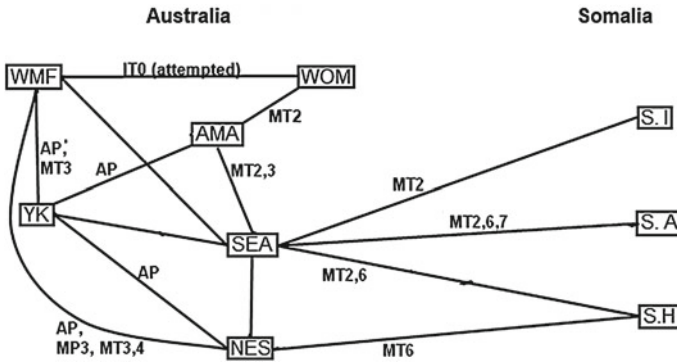 Australia
Somalia
WMF
IT0 (attempted)
WOM
MT2
AMA
S. I
AP,
MT3
AP
MT2,3
MT2
YK
SEA
MT2,6,7
S. A
AP
MT2,6
AP,
MP3, MT3,4
NES
MT6
S.H